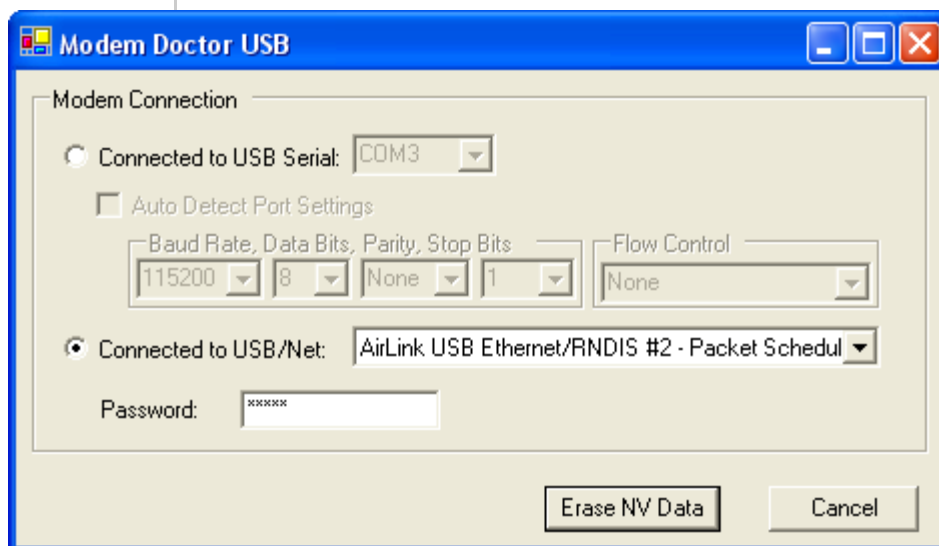 Modem Doctor USB
Modem Connection
Connected to USB Serial: COM3
Auto Detect Port Settings
Baud Rate, Data Bits, Parity, Stop Bits Flow Control
115200 8 None 1 None
Connected to USB/Net: AirLink USB Ethernet/RNDIS #2 - Packet Schedul
Password: *****
Erase NV Data Cancel